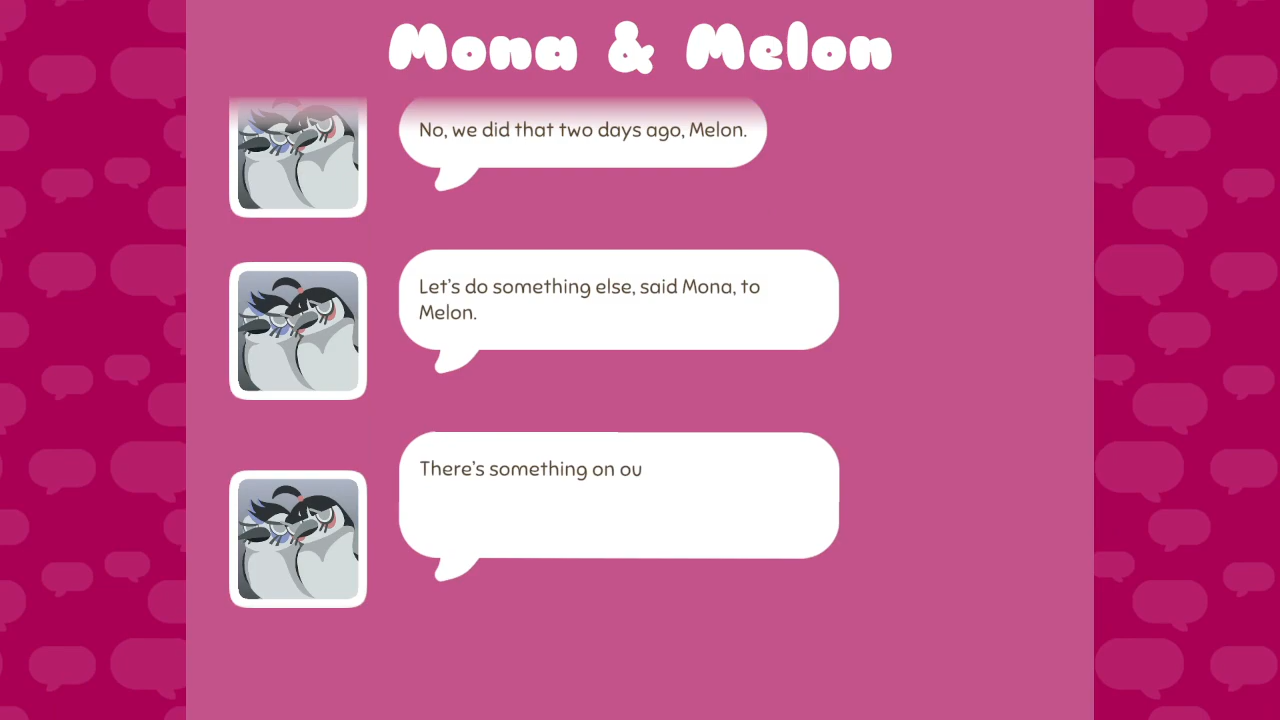 Mona & Melon
No, we did that two days ago, Melon.
Let's do something else, said Mona, to
Melon.
There's something on ou